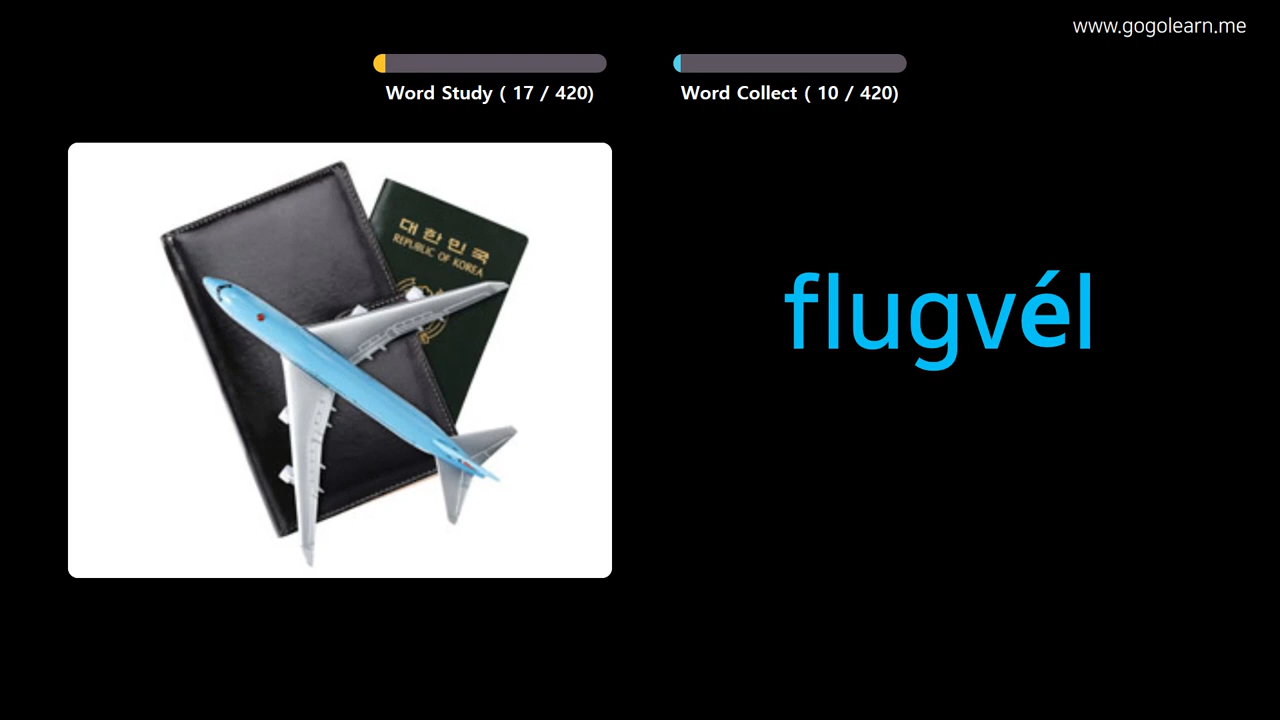 www.gogolearn.me
Word Study ( 17 / 420)
Word Collect ( 10 / 420)
대한민국
REPUBLIC OF KOREA
flugvél